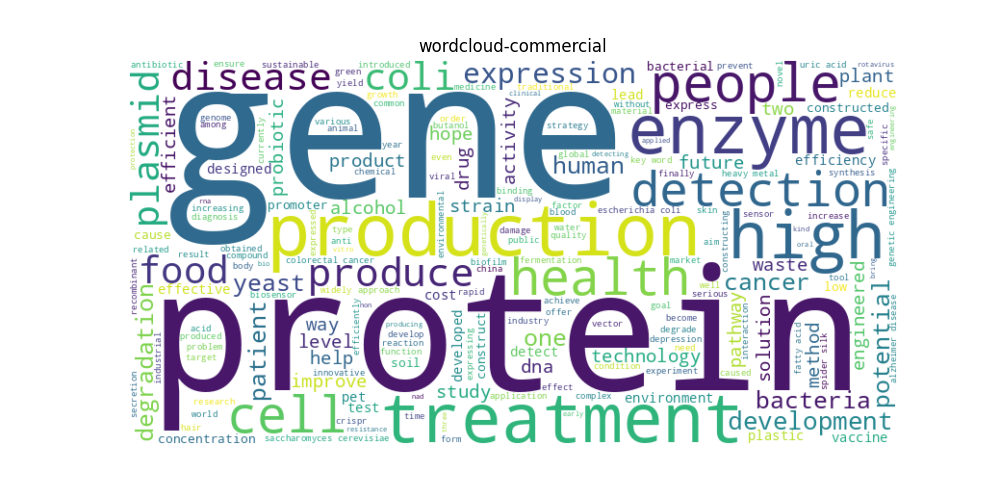 wordcloud-commercial
antibiotic ensure sustainable introduced bacterial prevent uric acid rotavirus
disease green coli expression people novel plant
yield medicine traditional lead reduce
plasmid efficient growth clinical without express two constructed
genome common order material safe specific
among various butanol strategy enzyme engineering
gene currently animal hope activity applied
protection probiotic year even drug global detecting key word future efficiency
designed product chemical viral human finally heavy metal synthesis
rna binding display detection
increasing promoter alcohol strain factor escherichia coli skin sensor increase
diagnosis expressed environmental blood genetic engineering
cause production genetically damage water high kind
type public quality aim constructing oral
related result obtained anti vitro
compound colorectal cancer biofilm fermentation market waste tool bring
food body bio produce china health well cancer low
recombinant effective yeast widely approach cost rapid achieve goal serious
biosensor non offer
protein
acid way efficiently producing developed industry vector become pathway solution method engineered potential
industrial produced develop reaction one degrade interaction fatty acid alzheimer disease
problem level function detect depression spider silk
degradation target patient help soil expressing construct dna technology need
innovative condition experiment caused
improve nad study effect
secretion pet application complex environment bacteria
research test time three early
world hair cell crispr treatment development
resistance
concentration saccharomyces cerevisiae form plastic vaccine